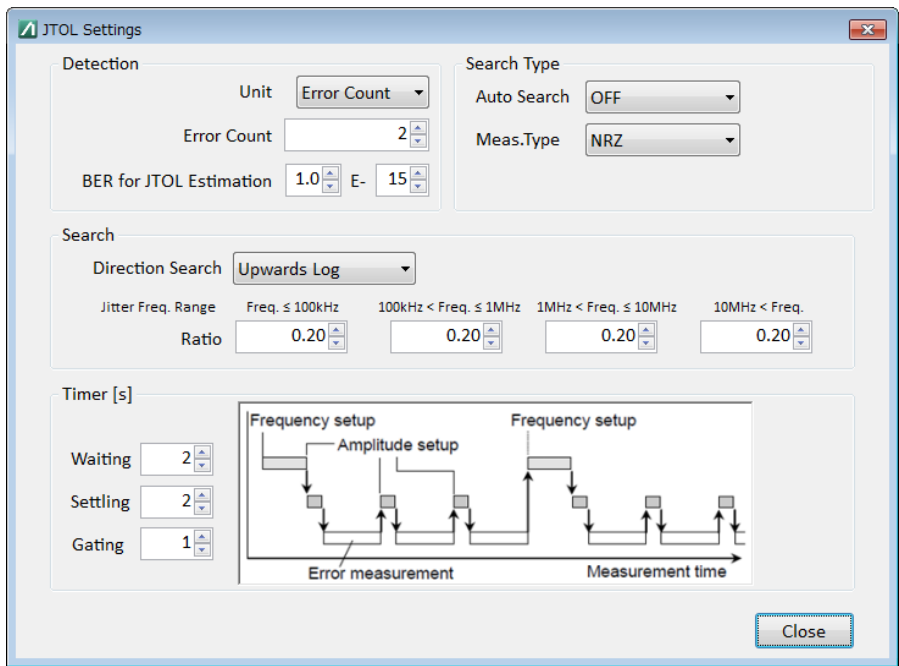 JTOL Settings
Detection
Unit Error Count
Error Count 2
BER for JTOL Estimation 1.0 E- 15
Search Type
Auto Search OFF
Meas.Type NRZ
Search
Direction Search Upwards Log
Jitter Freq. Range Freq. ≤ 100kHz 100kHz < Freq. ≤ 1MHz 1MHz < Freq. ≤ 10MHz 10MHz < Freq.
Ratio 0.20 0.20 0.20 0.20
Timer [s]
Waiting 2
Settling 2
Gating 1
Frequency setup Frequency setup
Amplitude setup
Error measurement Measurement time
Close